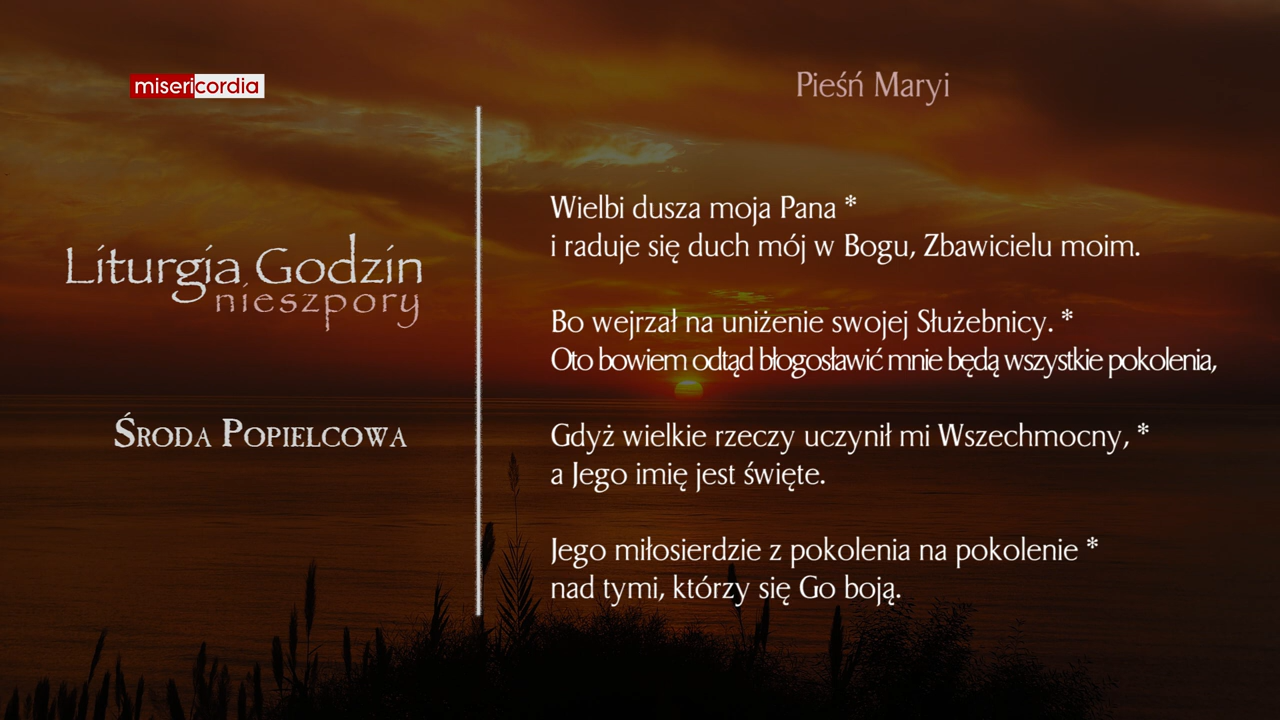 misericordia
Pieśń Maryi
Liturgia Godzin
nieszpory
Środa Popielcowa
Wielbi dusza moja Pana *
i raduje się duch mój w Bogu, Zbawicielu moim.
Bo wejrzał na uniżenie swojej Służebnicy. *
Oto bowiem odtąd błogosławić mnie będą wszystkie pokolenia,
Gdyż wielkie rzeczy uczynił mi Wszechmocny, *
a Jego imię jest święte.
Jego miłosierdzie z pokolenia na pokolenie *
nad tymi, którzy się Go boją.